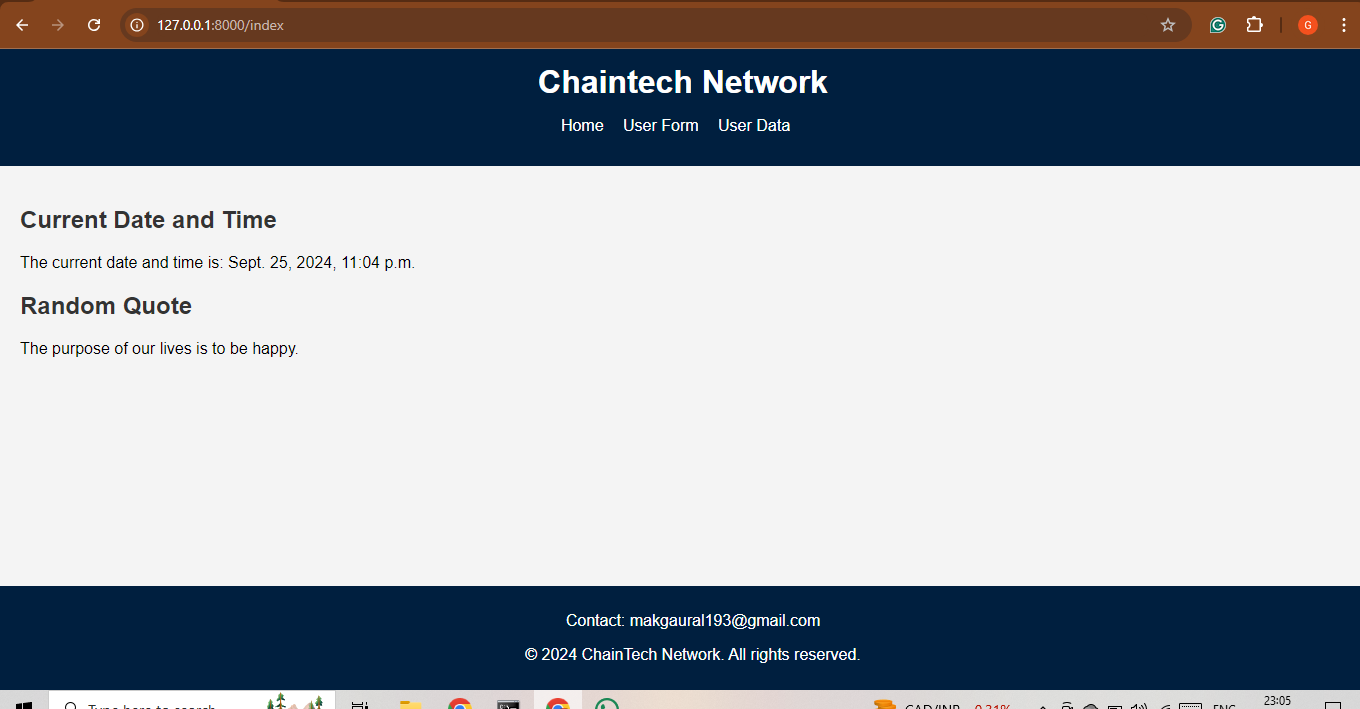 127.0.0.1:8000/index
G
Chaintech Network
Home User Form User Data
Current Date and Time
The current date and time is: Sept. 25, 2024, 11:04 p.m.
Random Quote
The purpose of our lives is to be happy.
Contact: makgaural193@gmail.com
© 2024 ChainTech Network. All rights reserved.
Type here to search
CAD/INR -0.21%
ENG
23:05